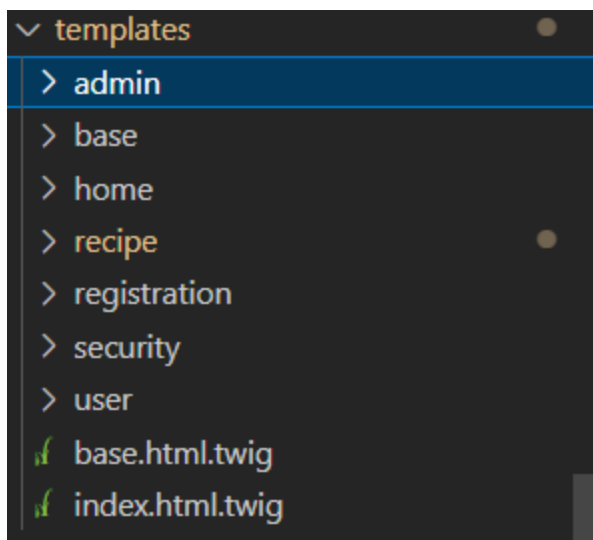 templates
admin
base
home
recipe
registration
security
user
base.html.twig
index.html.twig